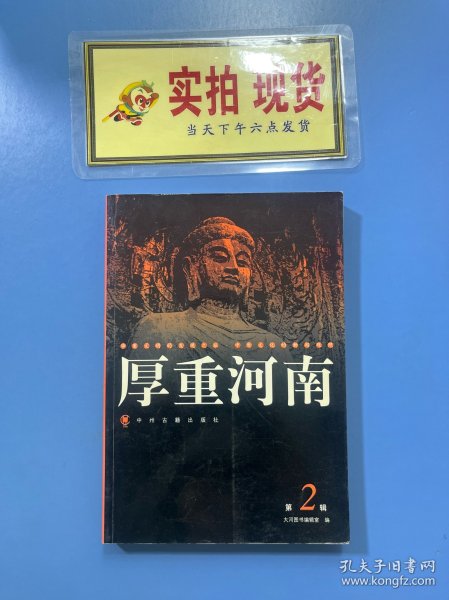 实拍 现货
当天下午六点发货
厚重河南
中州古籍出版社
第2辑
大河图书编辑室 编
孔夫子旧书网
www.kongfz.com